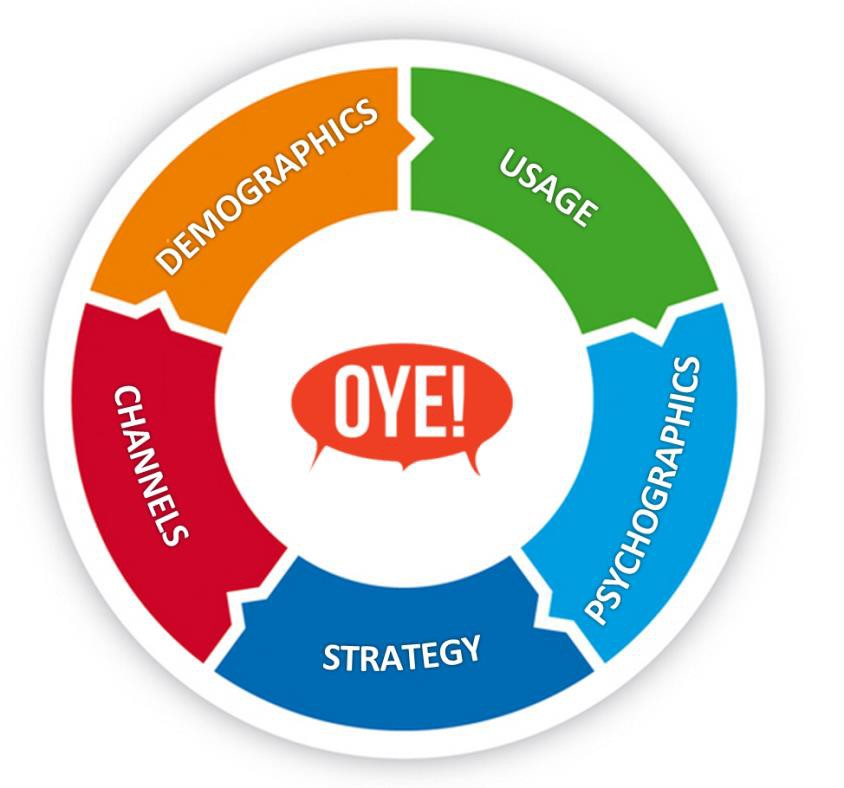 DEMOGRAPHICS
USAGE
PSYCHOGRAPHICS
STRATEGY
CHANNELS
OYE!